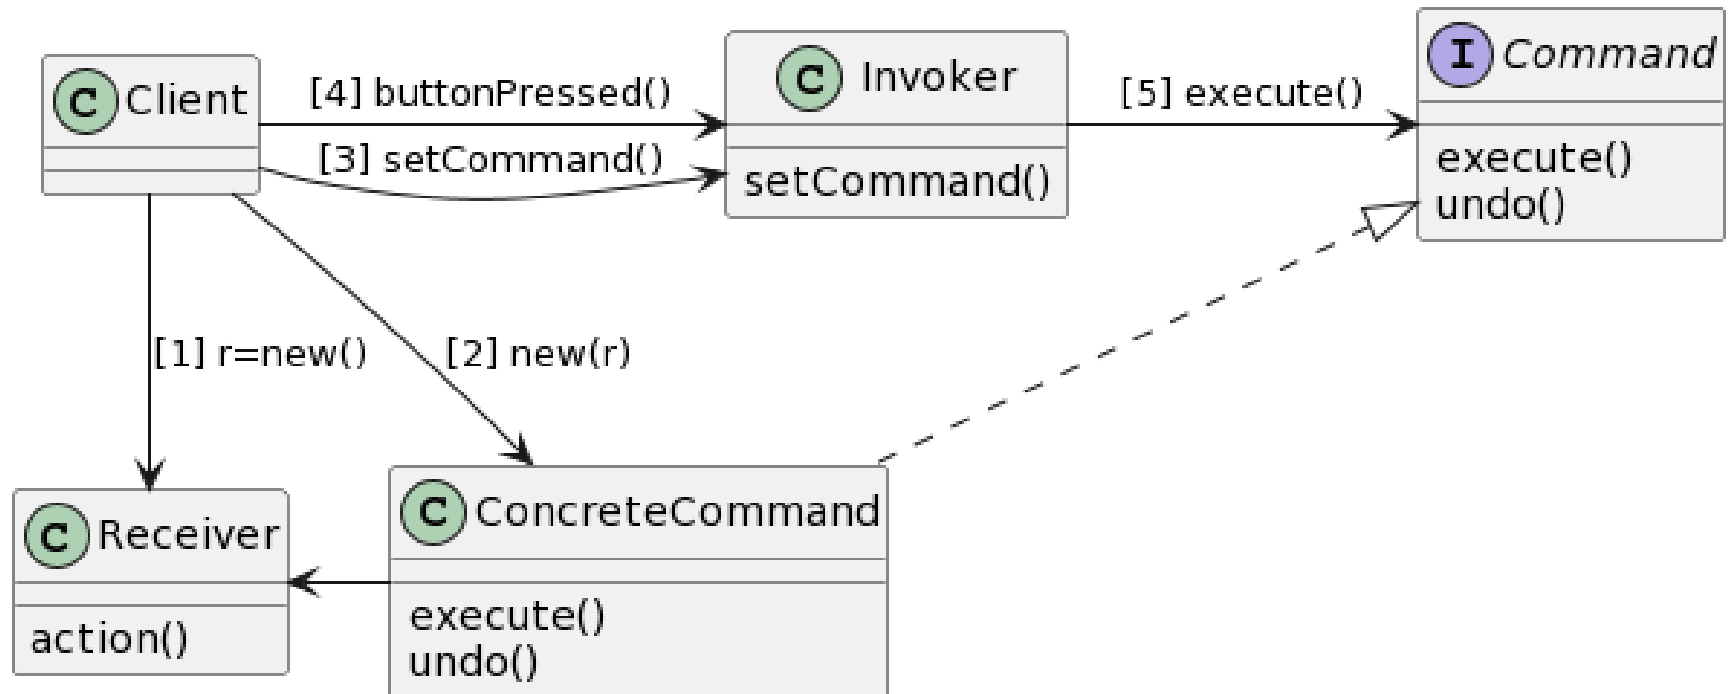 C Client
[4] buttonPressed()
[3] setCommand()
C Invoker
setCommand()
[5] execute()
I Command
execute()
undo()
[1] r=new()
[2] new(r)
C Receiver
action()
C ConcreteCommand
execute()
undo()